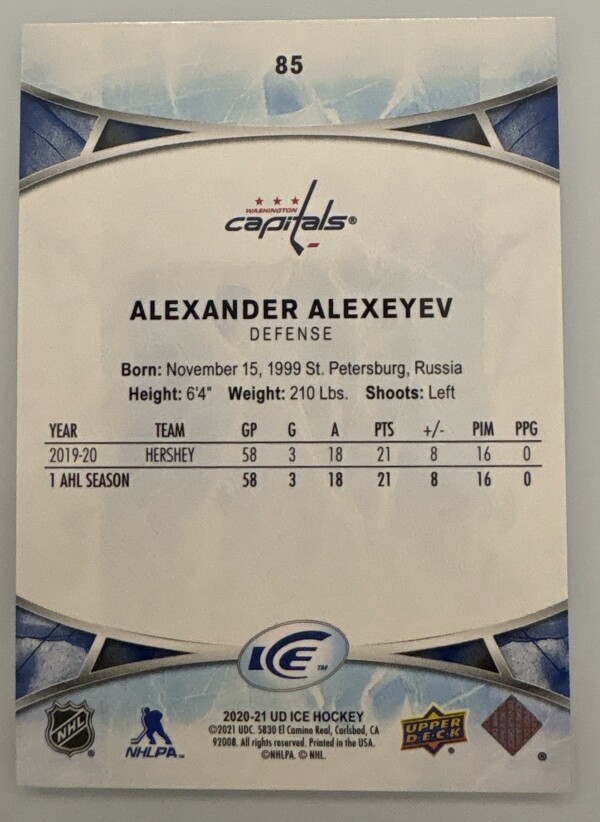 85
WASHINGTON
capitals®
ALEXANDER ALEXEYEV
DEFENSE
Born: November 15, 1999 St. Petersburg, Russia
Height: 6'4" Weight: 210 Lbs. Shoots: Left
YEAR TEAM GP G A PTS +/- PIM PPG
2019-20 HERSHEY 58 3 18 21 8 16 0
1 AHL SEASON 58 3 18 21 8 16 0
ICE™
NHL®
NHLPA™
2020-21 UD ICE HOCKEY
©2021 UDC. 5830 El Camino Real, Carlsbad, CA
92008. All rights reserved. Printed in the USA.
©NHLPA. © NHL.
UPPER
D·E·C·K®
®